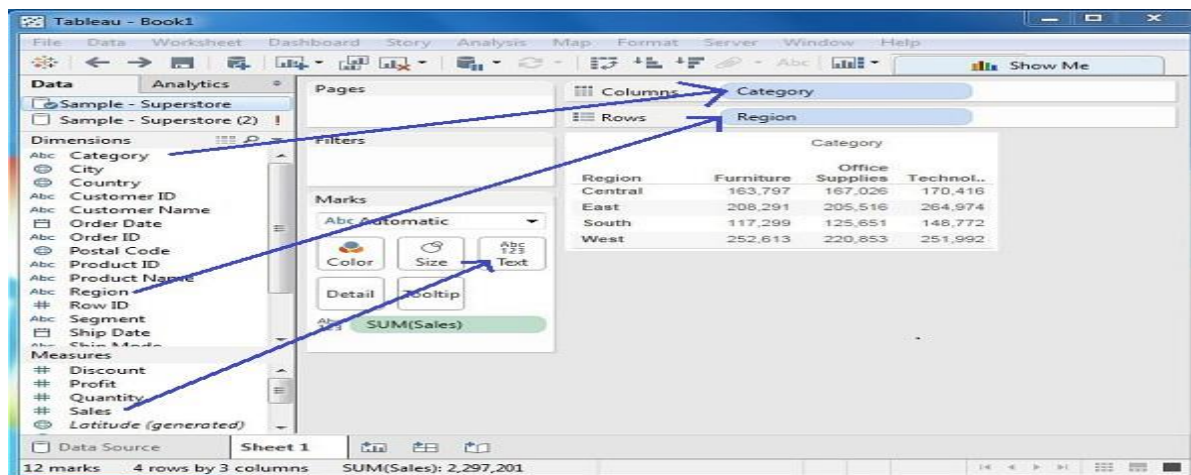 Tableau - Book1
File Data Worksheet Dashboard Story Analysis Map Format Server Window Help
Abc
Show Me
Data Analytics
Sample - Superstore
Sample - Superstore (2) !
Dimensions
Abc Category
City
Country
Abc Customer ID
Abc Customer Name
Order Date
Abc Order ID
Postal Code
Abc Product ID
Abc Product Name
Abc Region
# Row ID
Abc Segment
Ship Date
Abc Ship Mode
Measures
# Discount
# Profit
# Quantity
# Sales
Latitude (generated)
Pages
Filters
Marks
Abc Automatic
Color Size Abc 123 Text
Detail Tooltip
Abc 123 SUM(Sales)
Columns Category
Rows Region
Category
Region Furniture Office Supplies Technol..
Central 163,797 167,026 170,416
East 208,291 205,516 264,974
South 117,299 125,651 148,772
West 252,613 220,853 251,992
Data Source Sheet 1
12 marks 4 rows by 3 columns SUM(Sales): 2,297,201